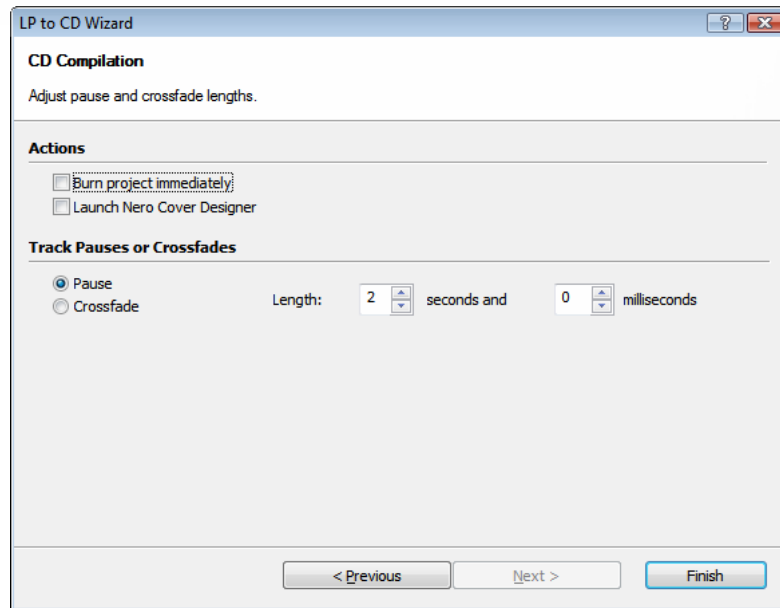 LP to CD Wizard
CD Compilation
Adjust pause and crossfade lengths.
Actions
Burn project immediately
Launch Nero Cover Designer
Track Pauses or Crossfades
Pause
Crossfade
Length: 2 seconds and 0 milliseconds
< Previous Next > Finish